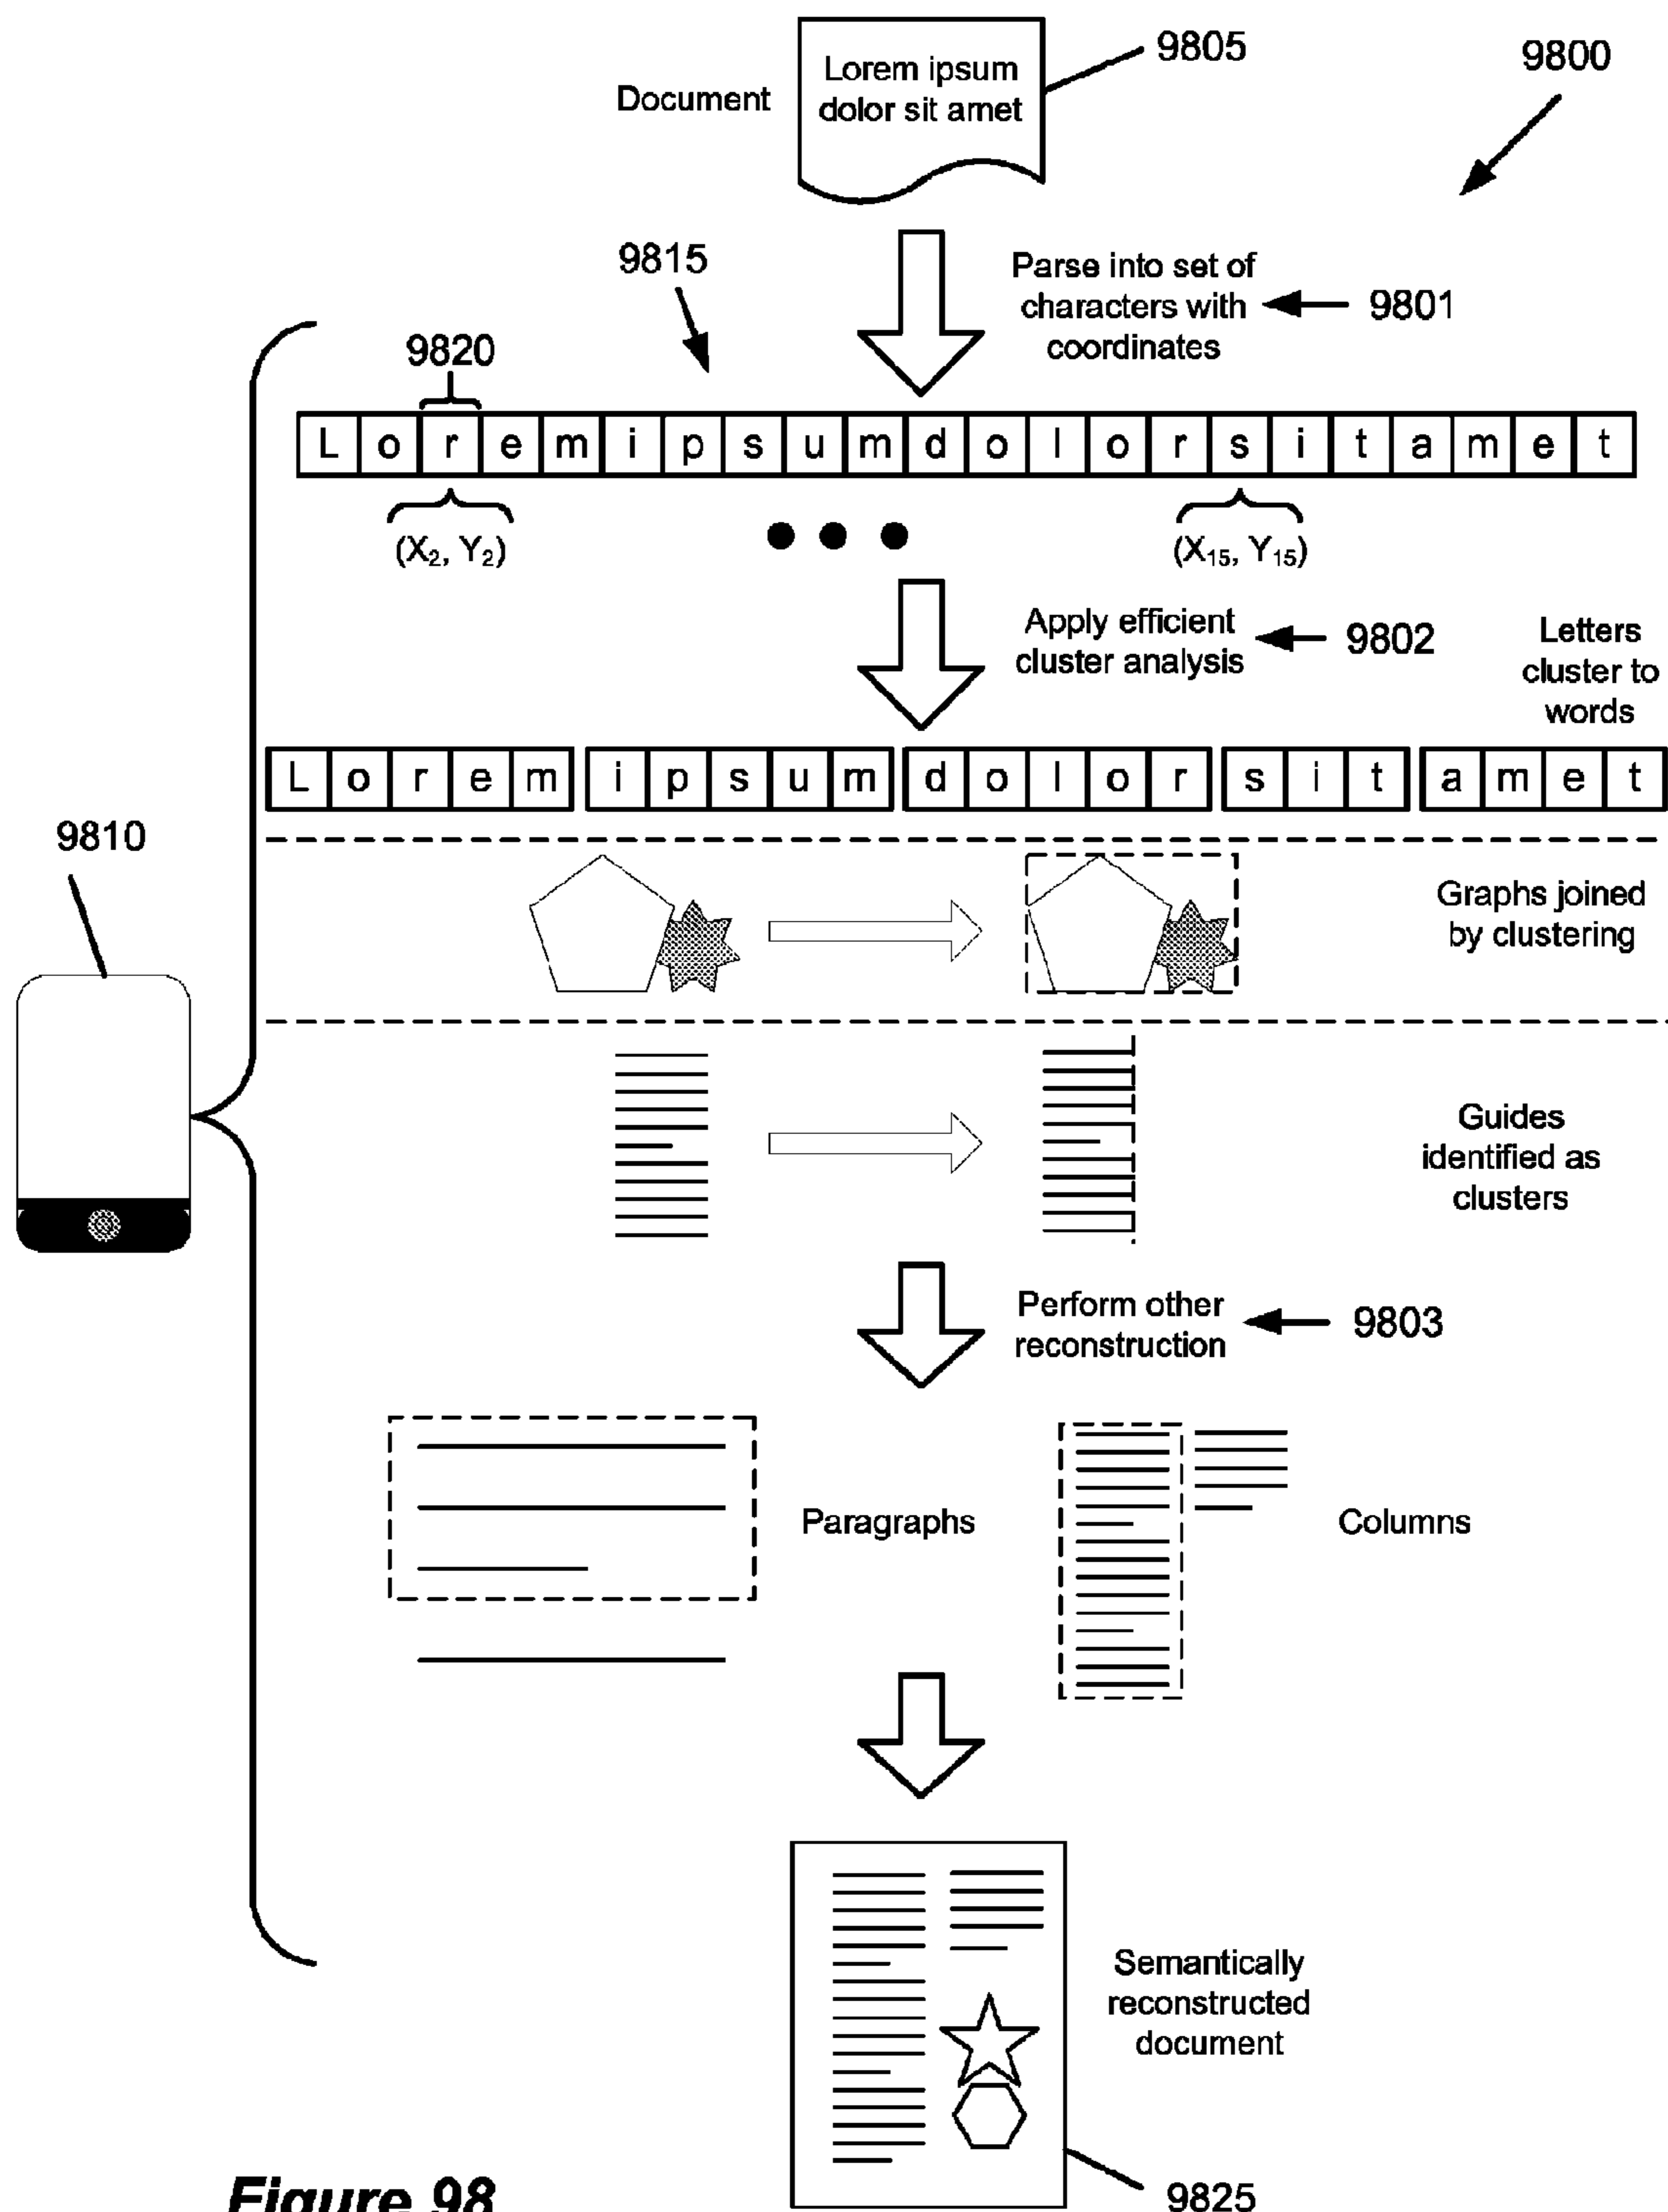 9805
9800
Document
Lorem ipsum
dolor sit amet
9815
Parse into set of
characters with
coordinates
9801
9820
L o r e m i p s u m d o l o r s i t a m e t
(X2, Y2)
(X15, Y15)
Apply efficient
cluster analysis
9802
Letters
cluster to
words
L o r e m i p s u m d o l o r s i t a m e t
9810
Graphs joined
by clustering
Guides
identified as
clusters
Perform other
reconstruction
9803
Paragraphs
Columns
Semantically
reconstructed
document
Figure 98
9825